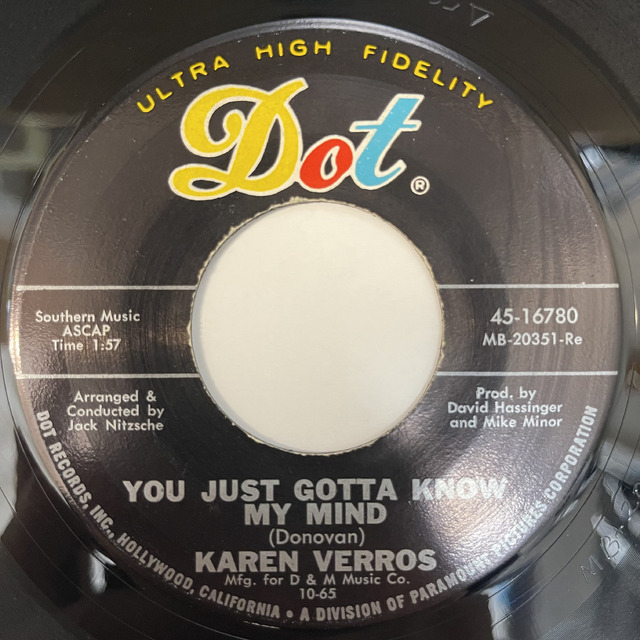 ULTRA HIGH FIDELITY
Dot®
Southern Music
ASCAP
Time 1:57
45-16780
MB-20351-Re
Arranged &
Conducted by
Jack Nitzsche
Prod. by
David Hassinger
and Mike Minor
YOU JUST GOTTA KNOW
MY MIND
(Donovan)
KAREN VERROS
Mfg. for D & M Music Co.
10-65
DOT RECORDS, INC., HOLLYWOOD, CALIFORNIA • A DIVISION OF PARAMOUNT PICTURES CORPORATION